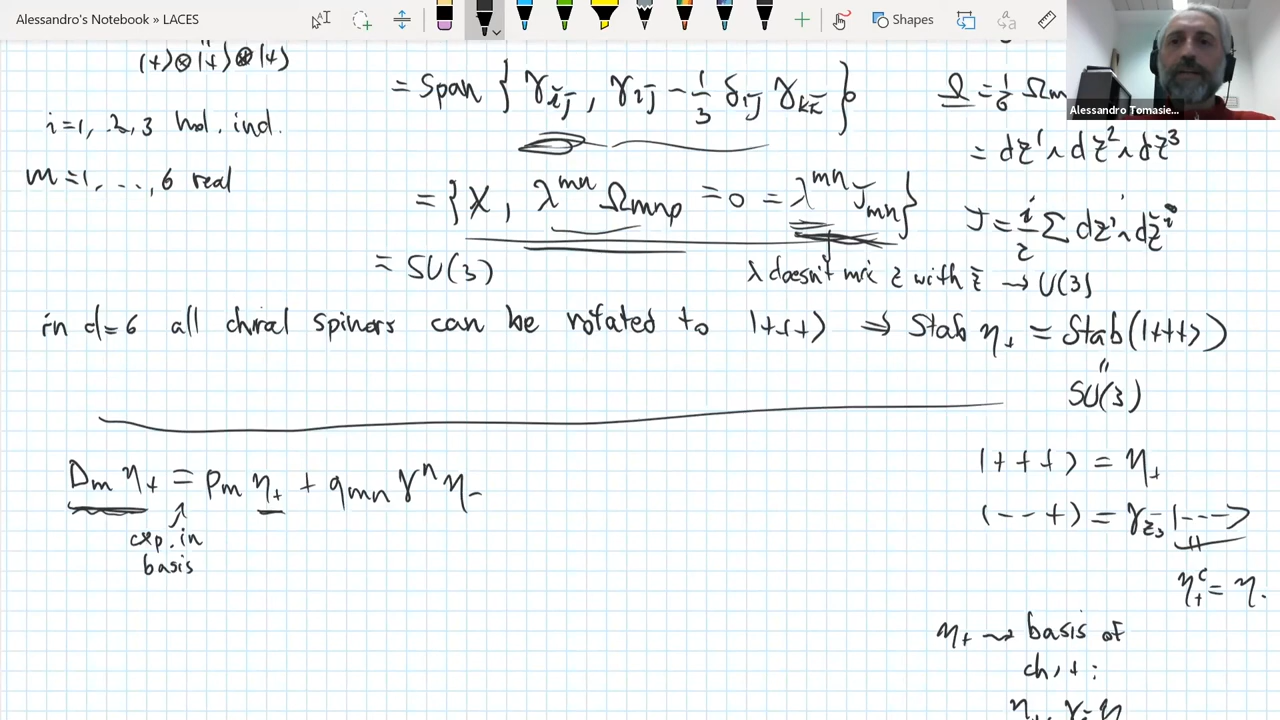 Alessandro's Notebook » LACES
Shapes
Alessandro Tomasie...
|+⟩⊗|+⟩⊗|+⟩
i=1, 2, 3 hol. ind.
m=1, ..., 6 real
= Span { γ_{ij}, γ_{ij̄} - 1/3 δ_{ij̄} γ_{kk̄} }
= { X, λ^{mn} Ω_{mnp} = 0 = λ^{mn} J_{mn} }
= SU(3)
Ω = 1/6 Ω_m
= dz¹∧dz²∧dz³
J = i/2 Σ dzⁱ∧dz̄ⁱ
λ doesn't mix z with z̄ → U(3)
in d=6 all chiral spinors can be rotated to |+++⟩ ⇒ Stab η₊ = Stab(|+++⟩)
=
SU(3)
D_m η₊ = p_m η₊ + q_{mn} γⁿ η₋
exp. in
basis
|+++⟩ = η₊
|--+⟩ = γ_{z̄₃} |---⟩
η₊ᶜ = η
η₊ ⇝ basis of
ch, +: